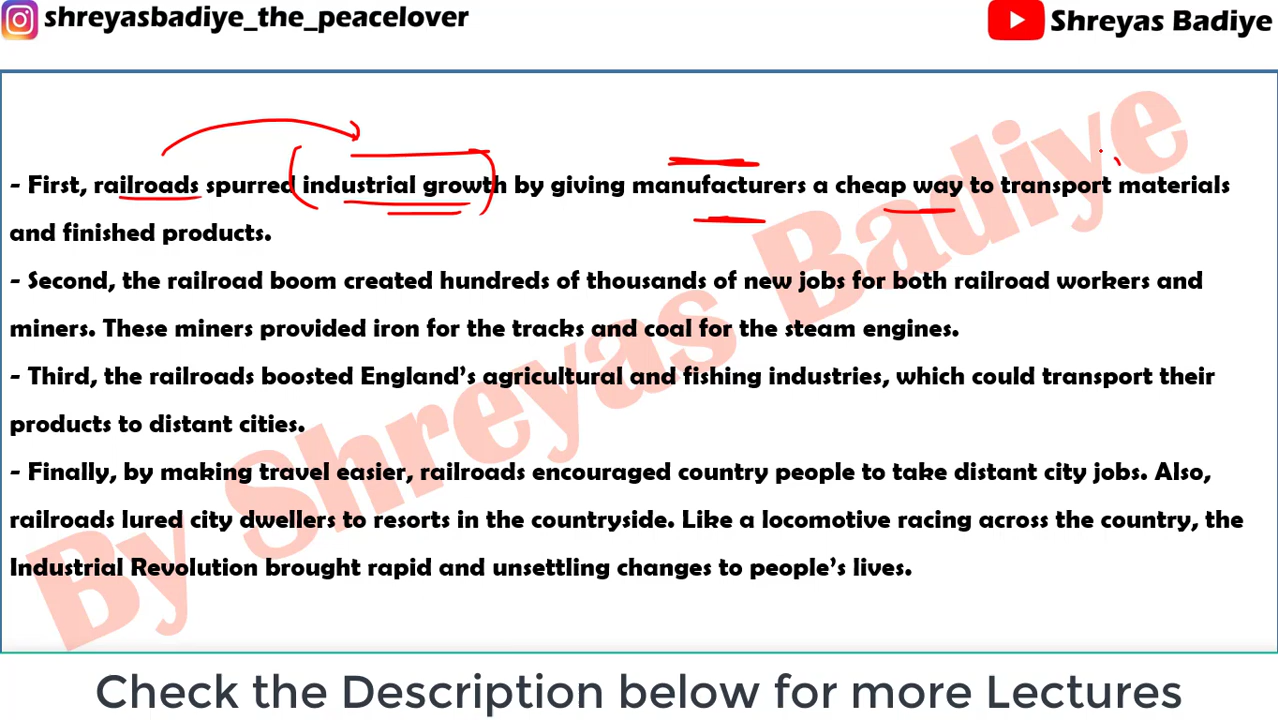 shreyasbadiye_the_peacelover
Shreyas Badiye
- First, railroads spurred industrial growth by giving manufacturers a cheap way to transport materials
and finished products.
- Second, the railroad boom created hundreds of thousands of new jobs for both railroad workers and
miners. These miners provided iron for the tracks and coal for the steam engines.
- Third, the railroads boosted England's agricultural and fishing industries, which could transport their
products to distant cities.
- Finally, by making travel easier, railroads encouraged country people to take distant city jobs. Also,
railroads lured city dwellers to resorts in the countryside. Like a locomotive racing across the country, the
Industrial Revolution brought rapid and unsettling changes to people's lives.
By Shreyas Badiye
Check the Description below for more Lectures